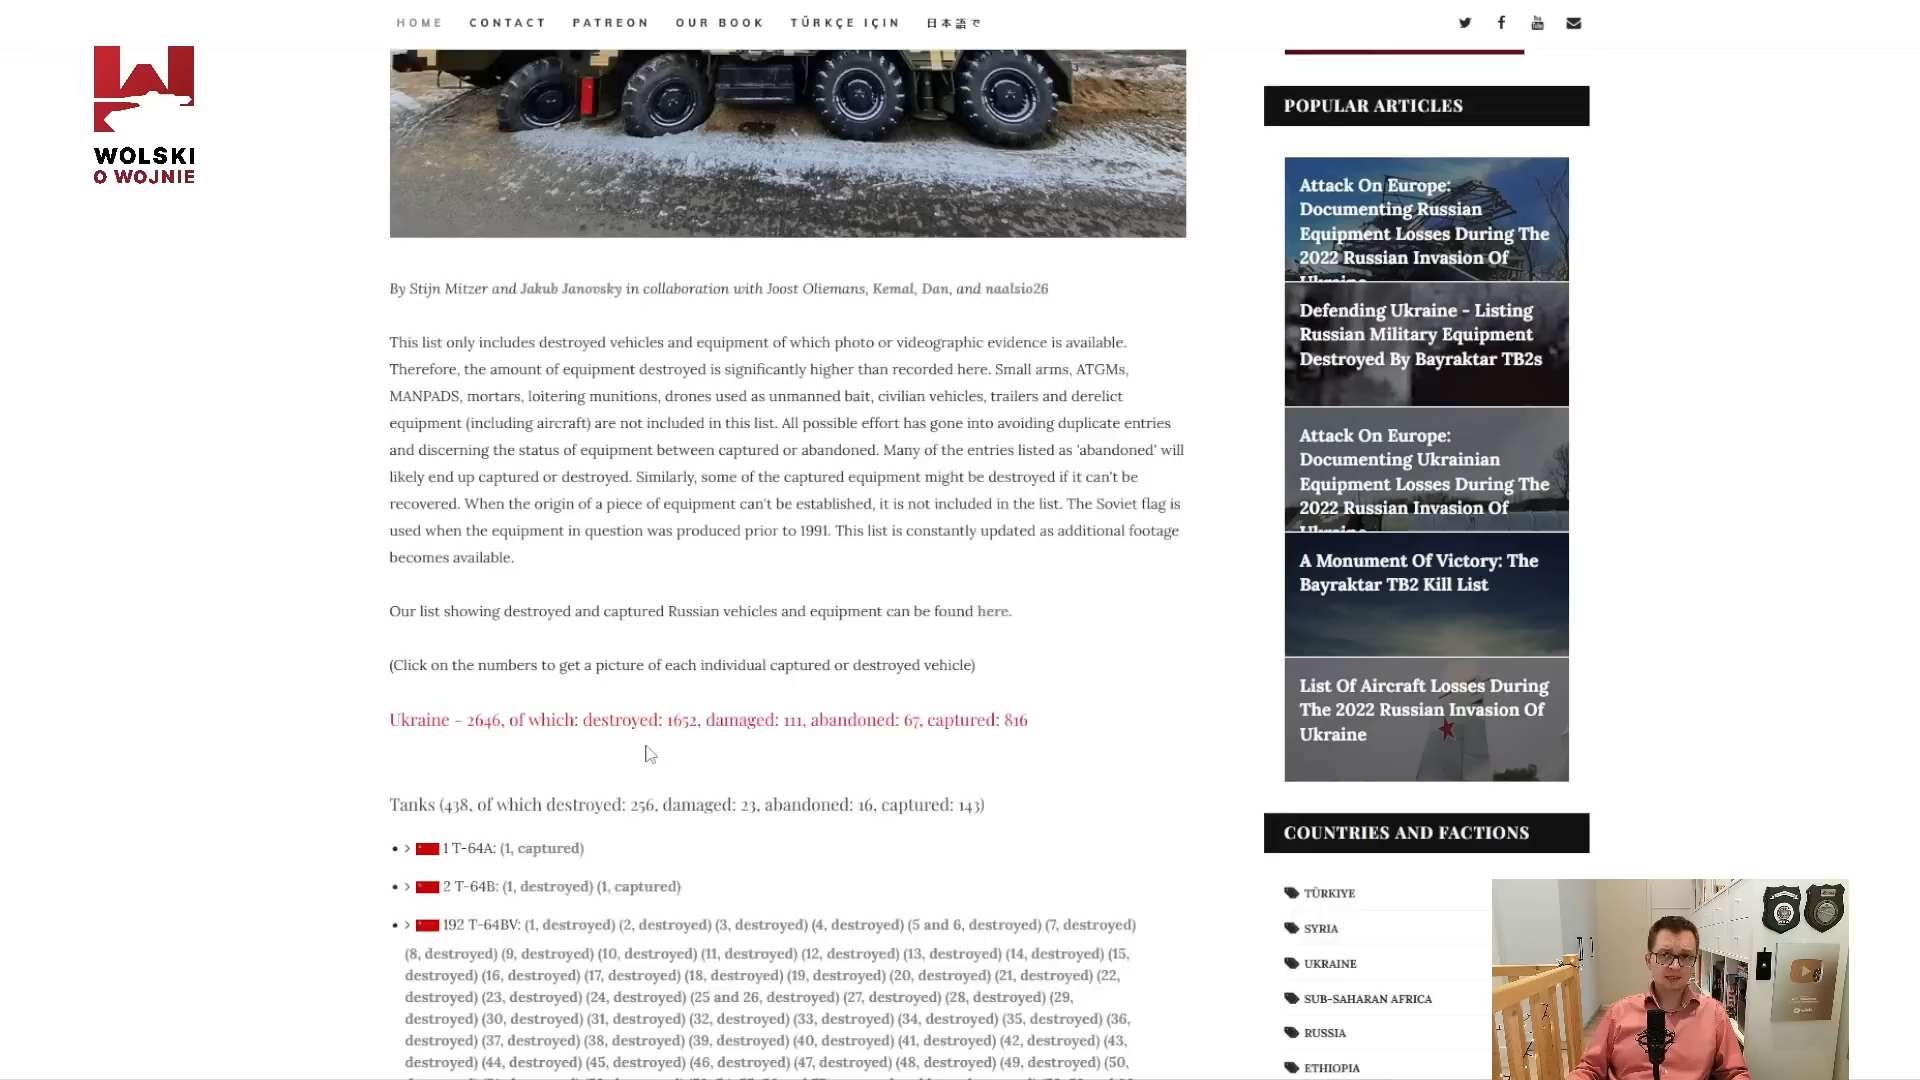 HOME CONTACT PATREON OUR BOOK TÜRKÇE IÇIN 日本語で
WOLSKI
O WOJNIE
By Stijn Mitzer and Jakub Janovsky in collaboration with Joost Oliemans, Kemal, Dan, and naalsio26
This list only includes destroyed vehicles and equipment of which photo or videographic evidence is available.
Therefore, the amount of equipment destroyed is significantly higher than recorded here. Small arms, ATGMs,
MANPADS, mortars, loitering munitions, drones used as unmanned bait, civilian vehicles, trailers and derelict
equipment (including aircraft) are not included in this list. All possible effort has gone into avoiding duplicate entries
and discerning the status of equipment between captured or abandoned. Many of the entries listed as 'abandoned' will
likely end up captured or destroyed. Similarly, some of the captured equipment might be destroyed if it can't be
recovered. When the origin of a piece of equipment can't be established, it is not included in the list. The Soviet flag is
used when the equipment in question was produced prior to 1991. This list is constantly updated as additional footage
becomes available.
Our list showing destroyed and captured Russian vehicles and equipment can be found here.
(Click on the numbers to get a picture of each individual captured or destroyed vehicle)
Ukraine - 2646, of which: destroyed: 1652, damaged: 111, abandoned: 67, captured: 816
Tanks (438, of which destroyed: 256, damaged: 23, abandoned: 16, captured: 143)
1 T-64A: (1, captured)
2 T-64B: (1, destroyed) (1, captured)
192 T-64BV: (1, destroyed) (2, destroyed) (3, destroyed) (4, destroyed) (5 and 6, destroyed) (7, destroyed)
(8, destroyed) (9, destroyed) (10, destroyed) (11, destroyed) (12, destroyed) (13, destroyed) (14, destroyed) (15,
destroyed) (16, destroyed) (17, destroyed) (18, destroyed) (19, destroyed) (20, destroyed) (21, destroyed) (22,
destroyed) (23, destroyed) (24, destroyed) (25 and 26, destroyed) (27, destroyed) (28, destroyed) (29,
destroyed) (30, destroyed) (31, destroyed) (32, destroyed) (33, destroyed) (34, destroyed) (35, destroyed) (36,
destroyed) (37, destroyed) (38, destroyed) (39, destroyed) (40, destroyed) (41, destroyed) (42, destroyed) (43,
destroyed) (44, destroyed) (45, destroyed) (46, destroyed) (47, destroyed) (48, destroyed) (49, destroyed) (50,
POPULAR ARTICLES
Attack On Europe:
Documenting Russian
Equipment Losses During The
2022 Russian Invasion Of
Ukraine
Defending Ukraine - Listing
Russian Military Equipment
Destroyed By Bayraktar TB2s
Attack On Europe:
Documenting Ukrainian
Equipment Losses During The
2022 Russian Invasion Of
Ukraine
A Monument Of Victory: The
Bayraktar TB2 Kill List
List Of Aircraft Losses During
The 2022 Russian Invasion Of
Ukraine
COUNTRIES AND FACTIONS
TÜRKIYE
SYRIA
UKRAINE
SUB-SAHARAN AFRICA
RUSSIA
ETHIOPIA